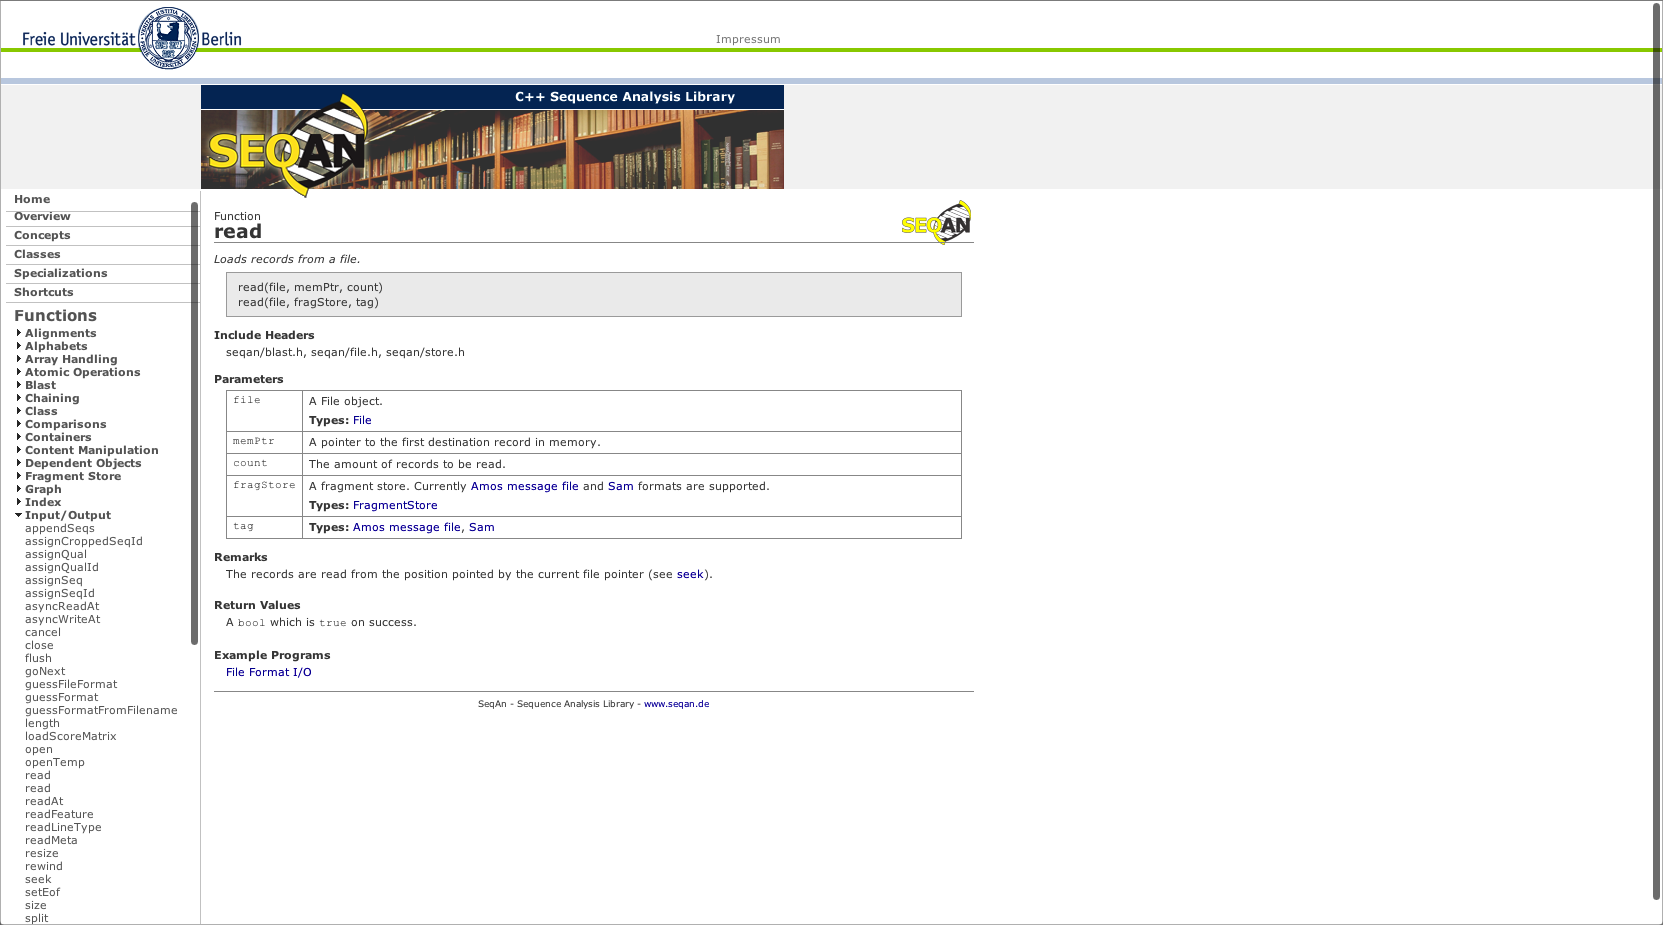 Freie Universität Berlin
Impressum
C++ Sequence Analysis Library
SEQAN
Home
Overview
Concepts
Classes
Specializations
Shortcuts
Functions
Alignments
Alphabets
Array Handling
Atomic Operations
Blast
Chaining
Class
Comparisons
Containers
Content Manipulation
Dependent Objects
Fragment Store
Graph
Index
Input/Output
appendSeqs
assignCroppedSeqId
assignQual
assignQualId
assignSeq
assignSeqId
asyncReadAt
asyncWriteAt
cancel
close
flush
goNext
guessFileFormat
guessFormat
guessFormatFromFilename
length
loadScoreMatrix
open
openTemp
read
read
readAt
readFeature
readLineType
readMeta
resize
rewind
seek
setEof
size
split
Function
read
SEQAN
Loads records from a file.
read(file, memPtr, count)
read(file, fragStore, tag)
Include Headers
seqan/blast.h, seqan/file.h, seqan/store.h
Parameters
file A File object.
Types: File
memPtr A pointer to the first destination record in memory.
count The amount of records to be read.
fragStore A fragment store. Currently Amos message file and Sam formats are supported.
Types: FragmentStore
tag Types: Amos message file, Sam
Remarks
The records are read from the position pointed by the current file pointer (see seek).
Return Values
A bool which is true on success.
Example Programs
File Format I/O
SeqAn - Sequence Analysis Library - www.seqan.de